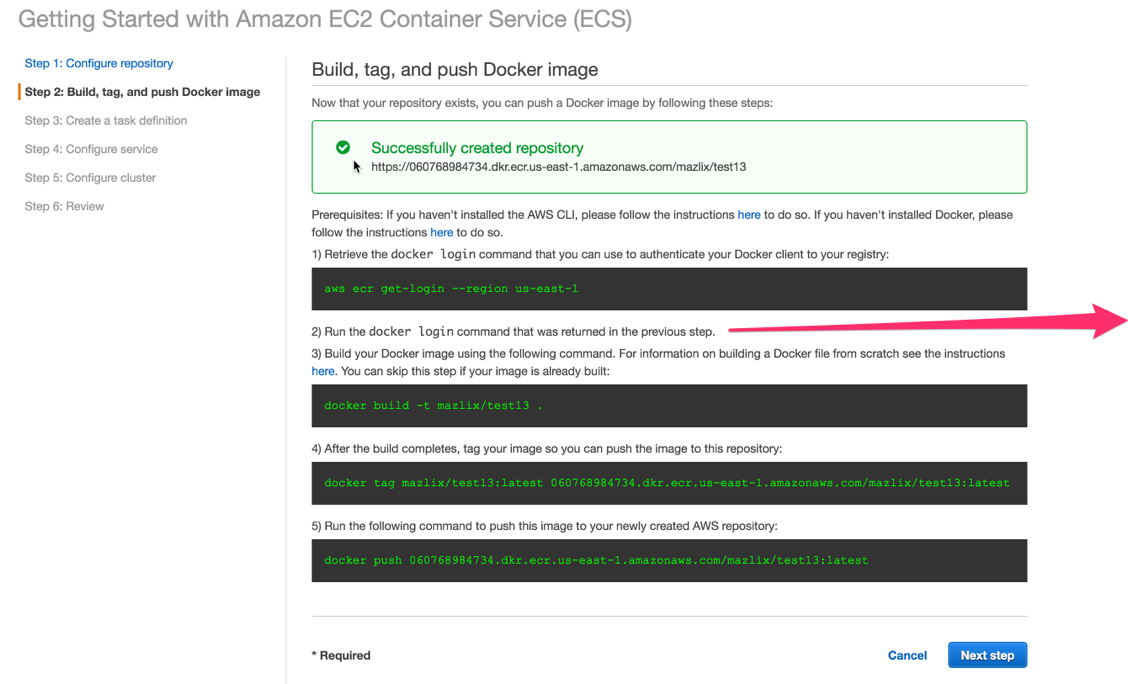 Getting Started with Amazon EC2 Container Service (ECS)
Step 1: Configure repository
Step 2: Build, tag, and push Docker image
Step 3: Create a task definition
Step 4: Configure service
Step 5: Configure cluster
Step 6: Review
Build, tag, and push Docker image
Now that your repository exists, you can push a Docker image by following these steps:
Successfully created repository
https://060768984734.dkr.ecr.us-east-1.amazonaws.com/mazlix/test13
Prerequisites: If you haven't installed the AWS CLI, please follow the instructions here to do so. If you haven't installed Docker, please
follow the instructions here to do so.
1) Retrieve the docker login command that you can use to authenticate your Docker client to your registry:
aws ecr get-login --region us-east-1
2) Run the docker login command that was returned in the previous step.
3) Build your Docker image using the following command. For information on building a Docker file from scratch see the instructions
here. You can skip this step if your image is already built:
docker build -t mazlix/test13 .
4) After the build completes, tag your image so you can push the image to this repository:
docker tag mazlix/test13:latest 060768984734.dkr.ecr.us-east-1.amazonaws.com/mazlix/test13:latest
5) Run the following command to push this image to your newly created AWS repository:
docker push 060768984734.dkr.ecr.us-east-1.amazonaws.com/mazlix/test13:latest
* Required
Cancel
Next step